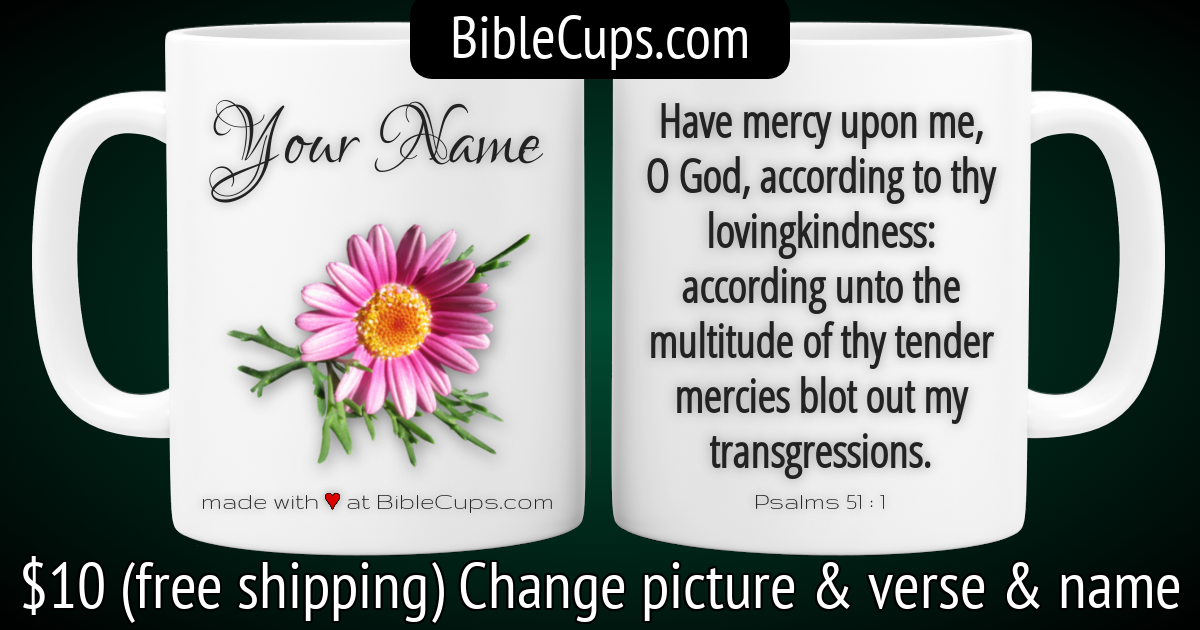 BibleCups.com
Your Name
made with ♥ at BibleCups.com
Have mercy upon me,
O God, according to thy
lovingkindness:
according unto the
multitude of thy tender
mercies blot out my
transgressions.
Psalms 51 : 1
$10 (free shipping) Change picture & verse & name